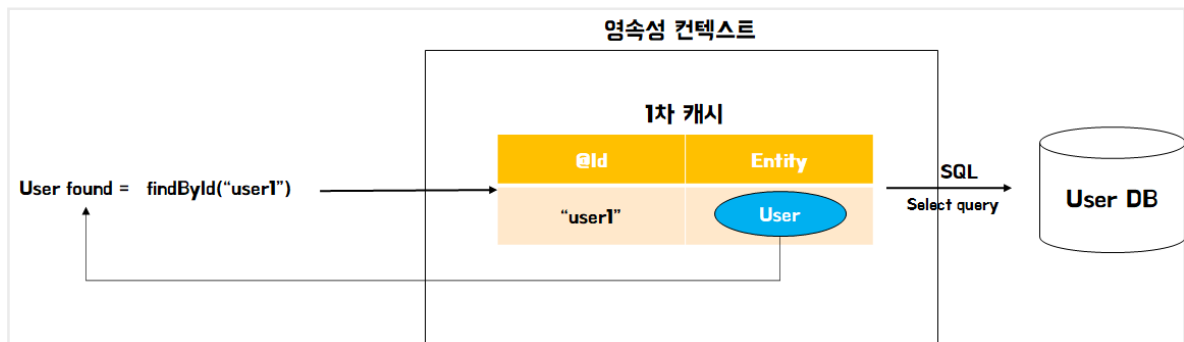 영속성 컨텍스트
1차 캐시
@Id Entity
User found = findById(“user1”)
“user1” User
SQL
Select query
User DB